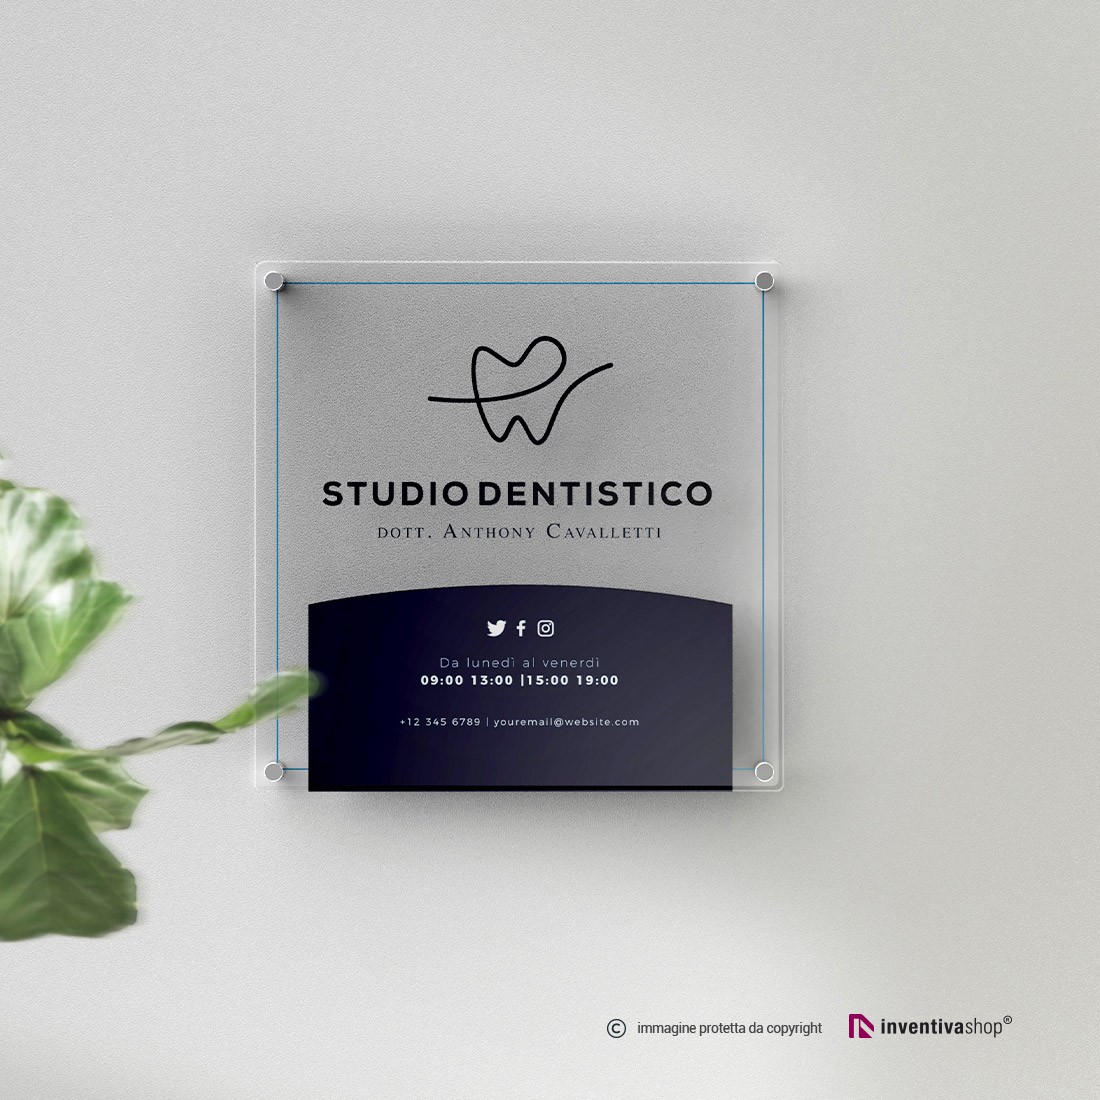 STUDIO DENTISTICO
DOTT. ANTHONY CAVALLETTI
Da lunedì al venerdì
09:00 13:00 |15:00 19:00
+12 345 6789 | youremail@website.com
© immagine protetta da copyright
inventivashop®